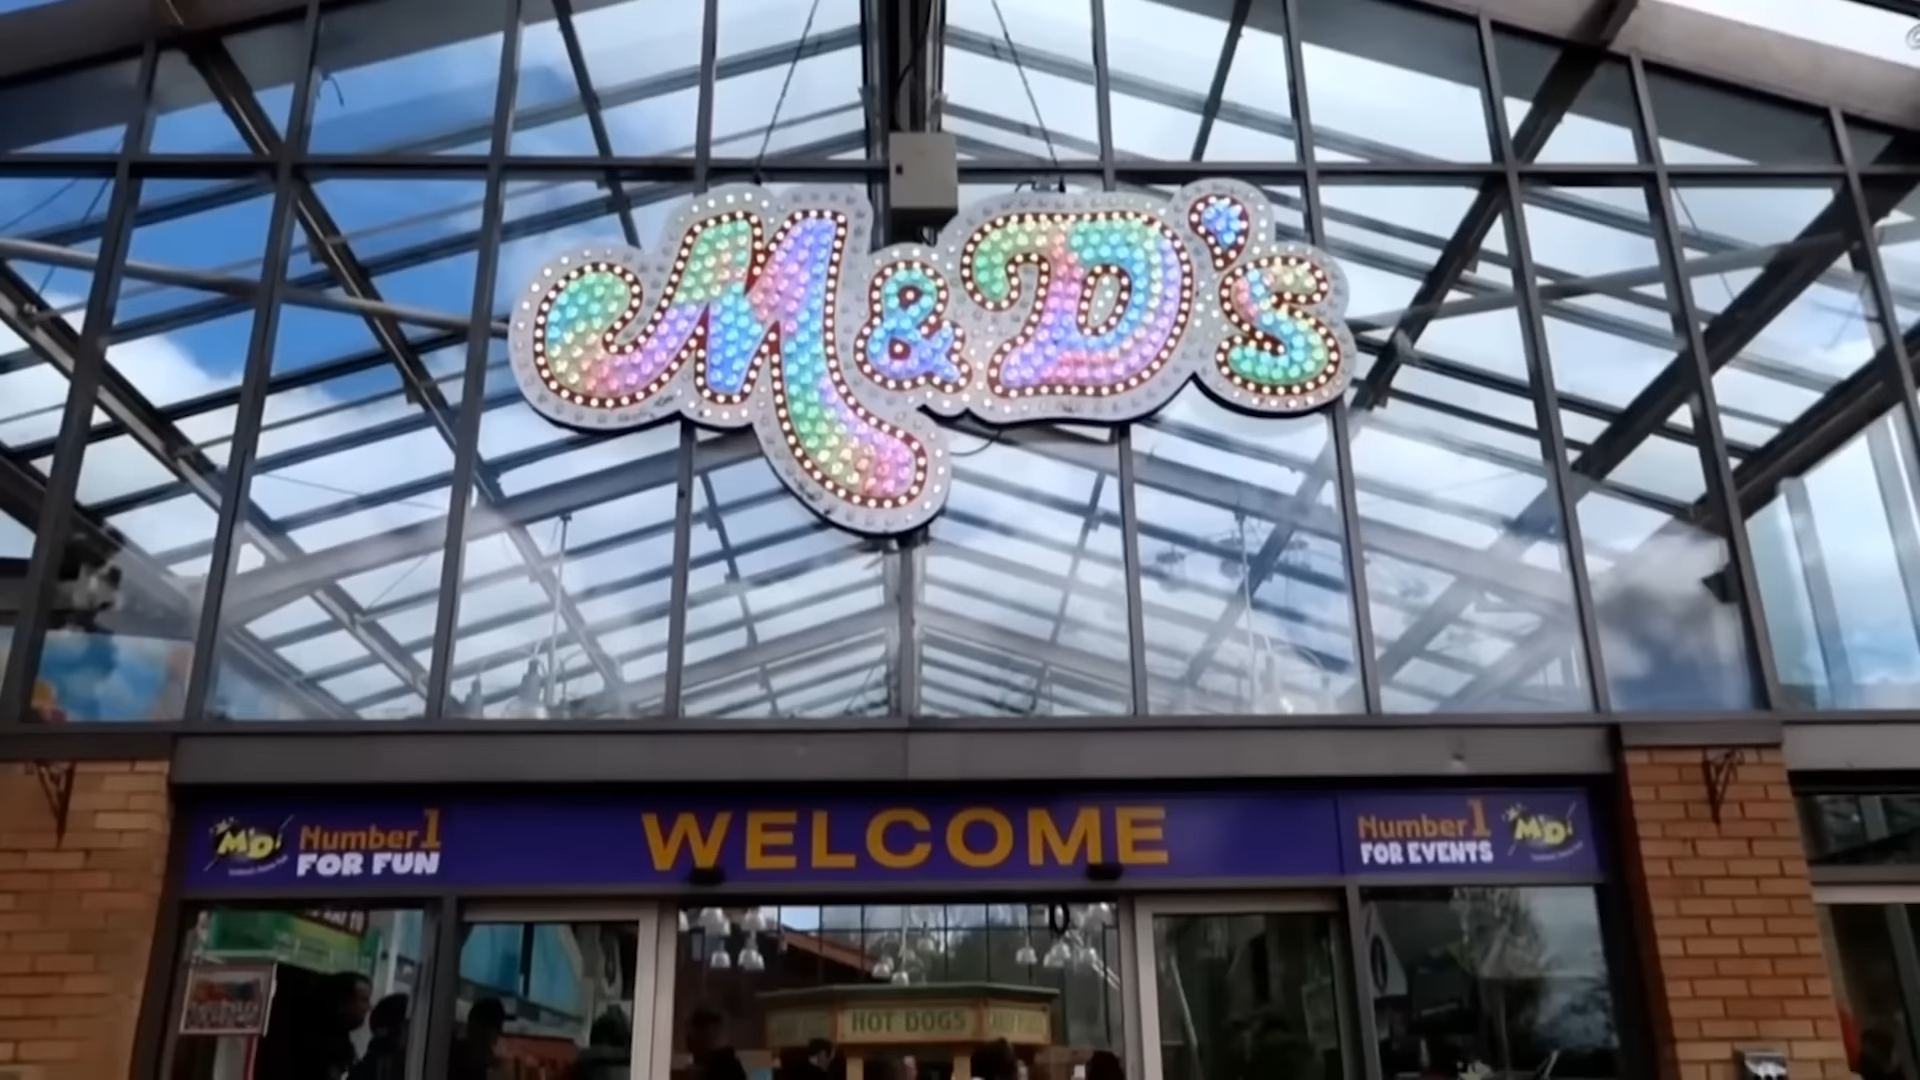 M&D's
M&D's Number 1
FOR FUN
WELCOME
Number 1
FOR EVENTS
M&D's
HOT DOGS